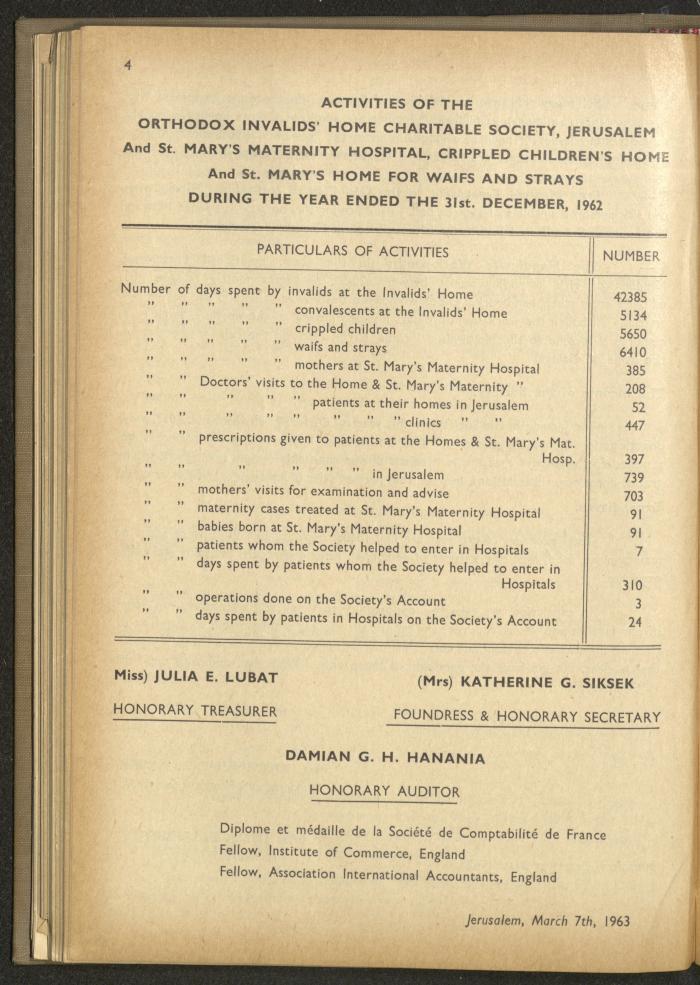 4
ACTIVITIES OF THE
ORTHODOX INVALIDS' HOME CHARITABLE SOCIETY, JERUSALEM
And St. MARY'S MATERNITY HOSPITAL, CRIPPLED CHILDREN'S HOME
And St. MARY'S HOME FOR WAIFS AND STRAYS
DURING THE YEAR ENDED THE 31st. DECEMBER, 1962
PARTICULARS OF ACTIVITIES NUMBER
Number of days spent by invalids at the Invalids' Home 42385
" " " " " convalescents at the Invalids' Home 5134
" " " " " crippled children 5650
" " " " " waifs and strays 6410
" " " " " mothers at St. Mary's Maternity Hospital 385
" " Doctors' visits to the Home & St. Mary's Maternity " 208
" " " " " patients at their homes in Jerusalem 52
" " " " " " " " clinics " " 447
" " prescriptions given to patients at the Homes & St. Mary's Mat.
Hosp. 397
" " " " " " in Jerusalem 739
" " mothers' visits for examination and advise 703
" " maternity cases treated at St. Mary's Maternity Hospital 91
" " babies born at St. Mary's Maternity Hospital 91
" " patients whom the Society helped to enter in Hospitals 7
" " days spent by patients whom the Society helped to enter in
Hospitals 310
" " operations done on the Society's Account 3
" " days spent by patients in Hospitals on the Society's Account 24
Miss) JULIA E. LUBAT (Mrs) KATHERINE G. SIKSEK
HONORARY TREASURER FOUNDRESS & HONORARY SECRETARY
DAMIAN G. H. HANANIA
HONORARY AUDITOR
Diplome et médaille de la Société de Comptabilité de France
Fellow, Institute of Commerce, England
Fellow, Association International Accountants, England
Jerusalem, March 7th, 1963